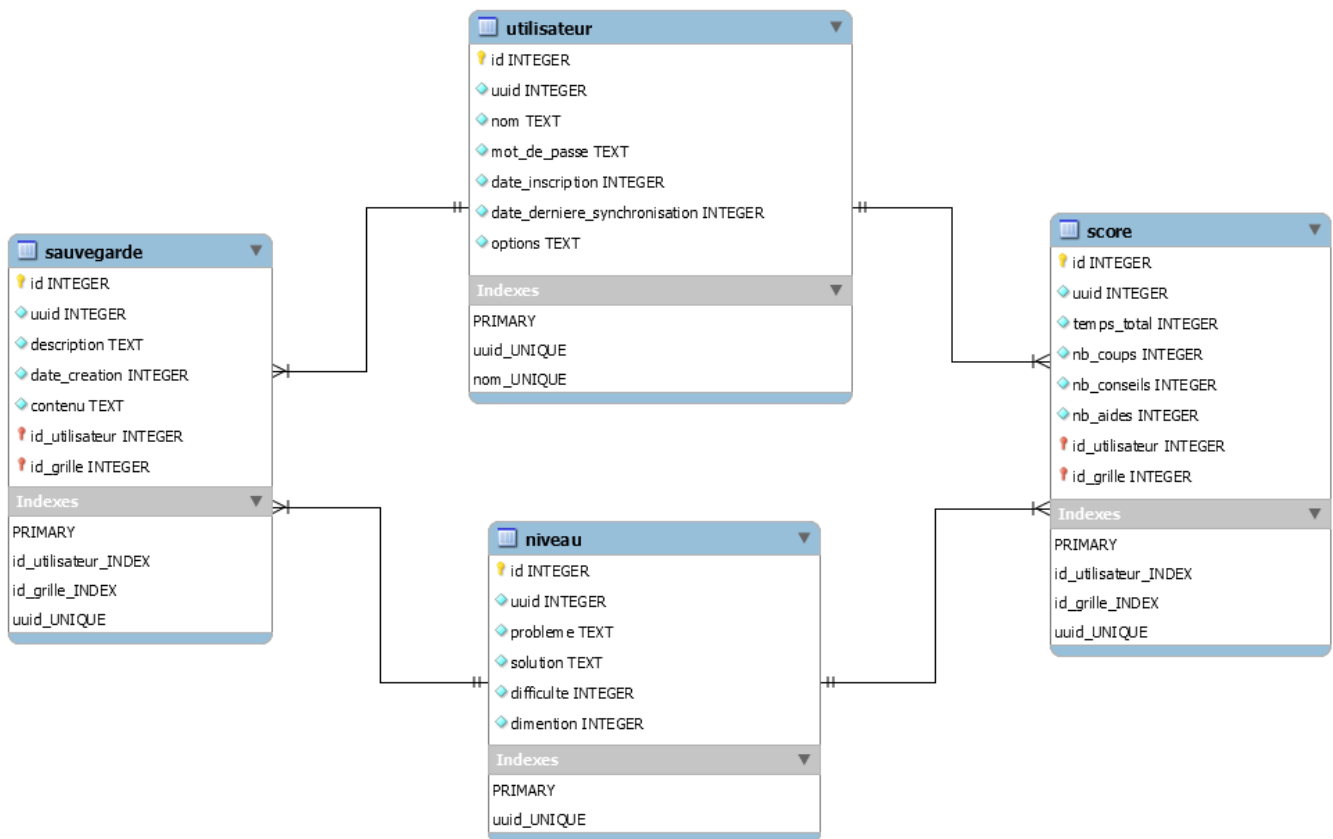 utilisateur
id INTEGER
uuid INTEGER
nom TEXT
mot_de_passe TEXT
date_inscription INTEGER
date_derniere_synchronisation INTEGER
options TEXT
Indexes
PRIMARY
uuid_UNIQUE
nom_UNIQUE
sauvegarde
id INTEGER
uuid INTEGER
description TEXT
date_creation INTEGER
contenu TEXT
id_utilisateur INTEGER
id_grille INTEGER
Indexes
PRIMARY
id_utilisateur_INDEX
id_grille_INDEX
uuid_UNIQUE
score
id INTEGER
uuid INTEGER
temps_total INTEGER
nb_coups INTEGER
nb_conseils INTEGER
nb_aides INTEGER
id_utilisateur INTEGER
id_grille INTEGER
Indexes
PRIMARY
id_utilisateur_INDEX
id_grille_INDEX
uuid_UNIQUE
niveau
id INTEGER
uuid INTEGER
probleme TEXT
solution TEXT
difficulte INTEGER
dimention INTEGER
Indexes
PRIMARY
uuid_UNIQUE